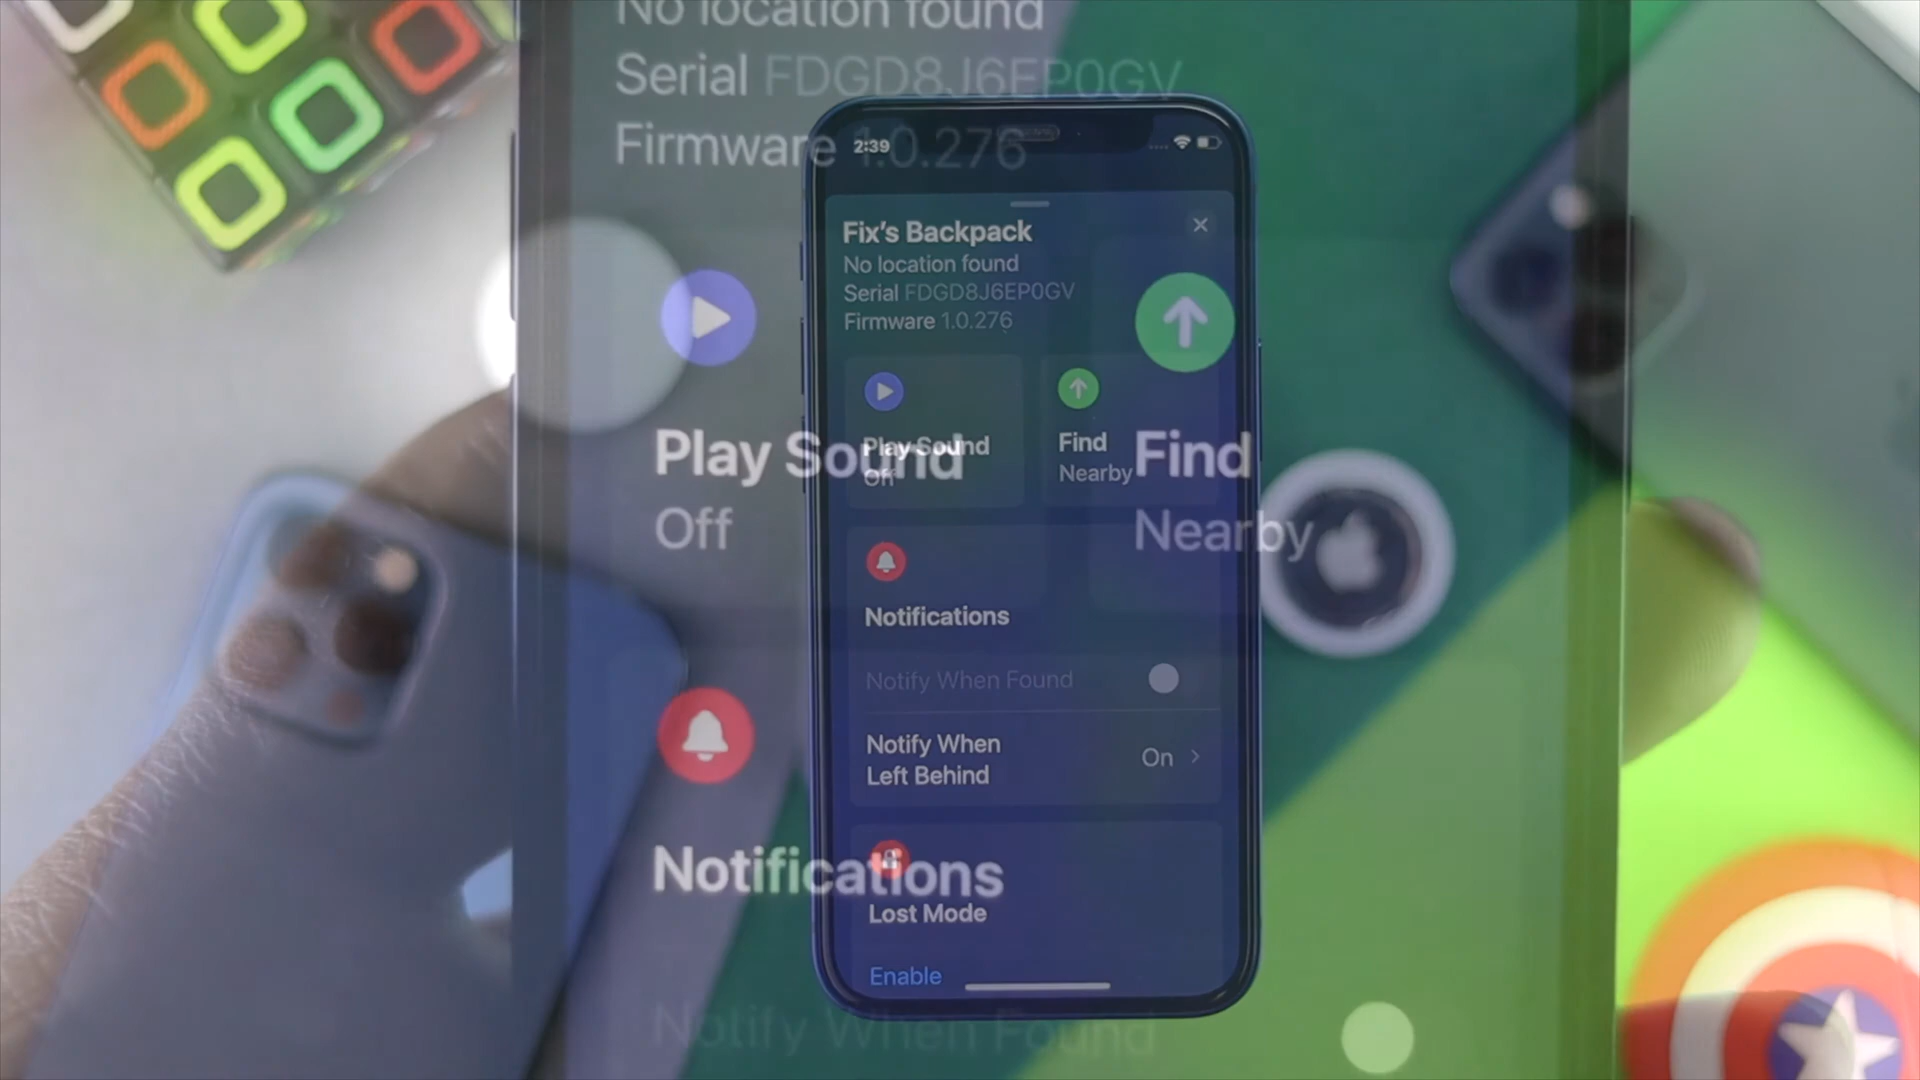 No location found
Serial FDGD8J6EP0GV
Firmware 1.0.276
Play Sound
Off
Find
Nearby
Notifications
Notify When Found
2:39
Fix's Backpack
No location found
Serial FDGD8J6EP0GV
Firmware 1.0.276
Play Sound
Off
Find
Nearby
Notifications
Notify When Found
Notify When
Left Behind
On
Lost Mode
Enable